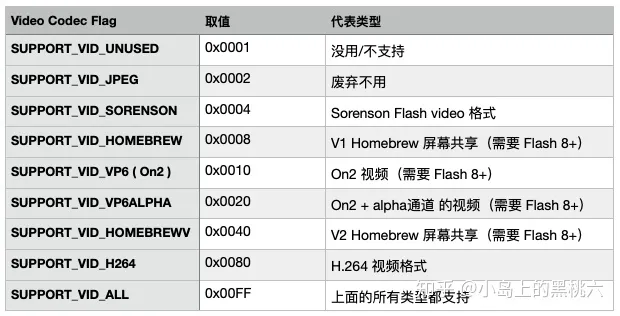 Video Codec Flag 取值 代表类型
SUPPORT_VID_UNUSED 0x0001 没用/不支持
SUPPORT_VID_JPEG 0x0002 废弃不用
SUPPORT_VID_SORENSON 0x0004 Sorenson Flash video 格式
SUPPORT_VID_HOMEBREW 0x0008 V1 Homebrew 屏幕共享（需要 Flash 8+）
SUPPORT_VID_VP6 ( On2 ) 0x0010 On2 视频（需要 Flash 8+）
SUPPORT_VID_VP6ALPHA 0x0020 On2 + alpha通道 的视频（需要 Flash 8+）
SUPPORT_VID_HOMEBREWV 0x0040 V2 Homebrew 屏幕共享（需要 Flash 8+）
SUPPORT_VID_H264 0x0080 H.264 视频格式
SUPPORT_VID_ALL 0x00FF 上面的所有类型都支持
知乎 @小岛上的黑桃六